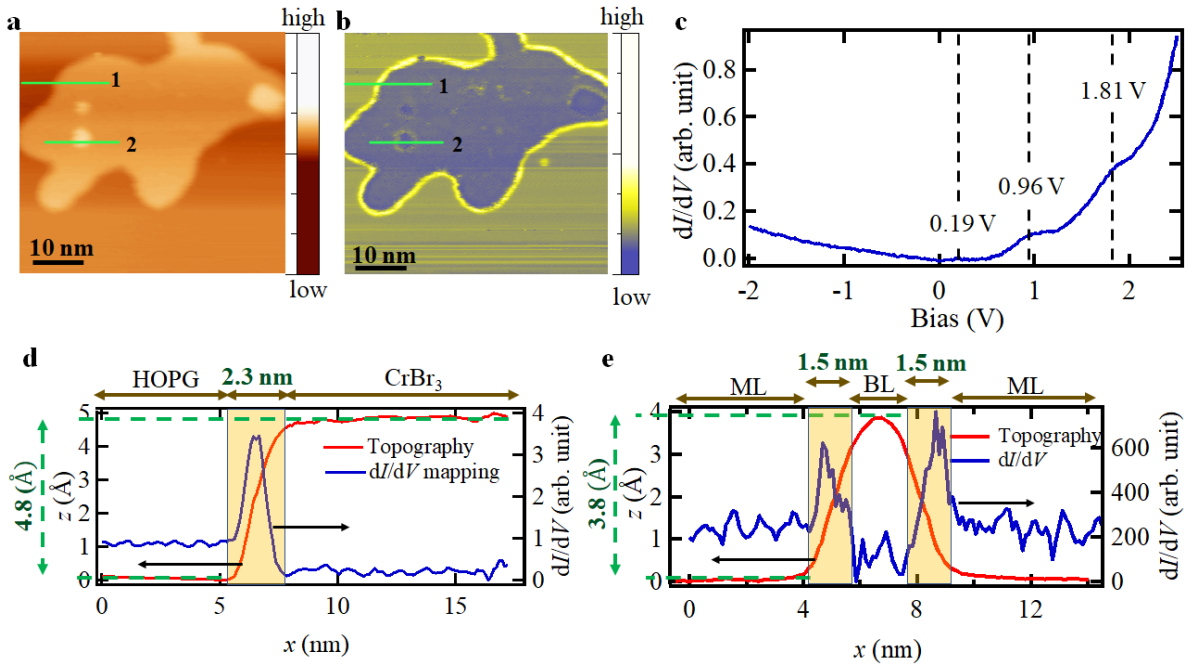 a
high
1
2
10 nm
low
b
high
1
2
10 nm
low
c
dI/dV (arb. unit)
0.8
0.6
0.4
0.2
0.0
1.81 V
0.96 V
0.19 V
-2
-1
0
1
2
Bias (V)
d
HOPG
2.3 nm
CrBr3
4.8 (Å)
z (Å)
5
4
3
2
1
0
Topography
dI/dV mapping
4
3
2
1
0
dI/dV (arb. unit)
0
5
10
15
x (nm)
e
1.5 nm
1.5 nm
ML
BL
ML
3.8 (Å)
z (Å)
4
3
2
1
0
Topography
dI/dV
600
400
200
0
dI/dV (arb. unit)
0
4
8
12
x (nm)